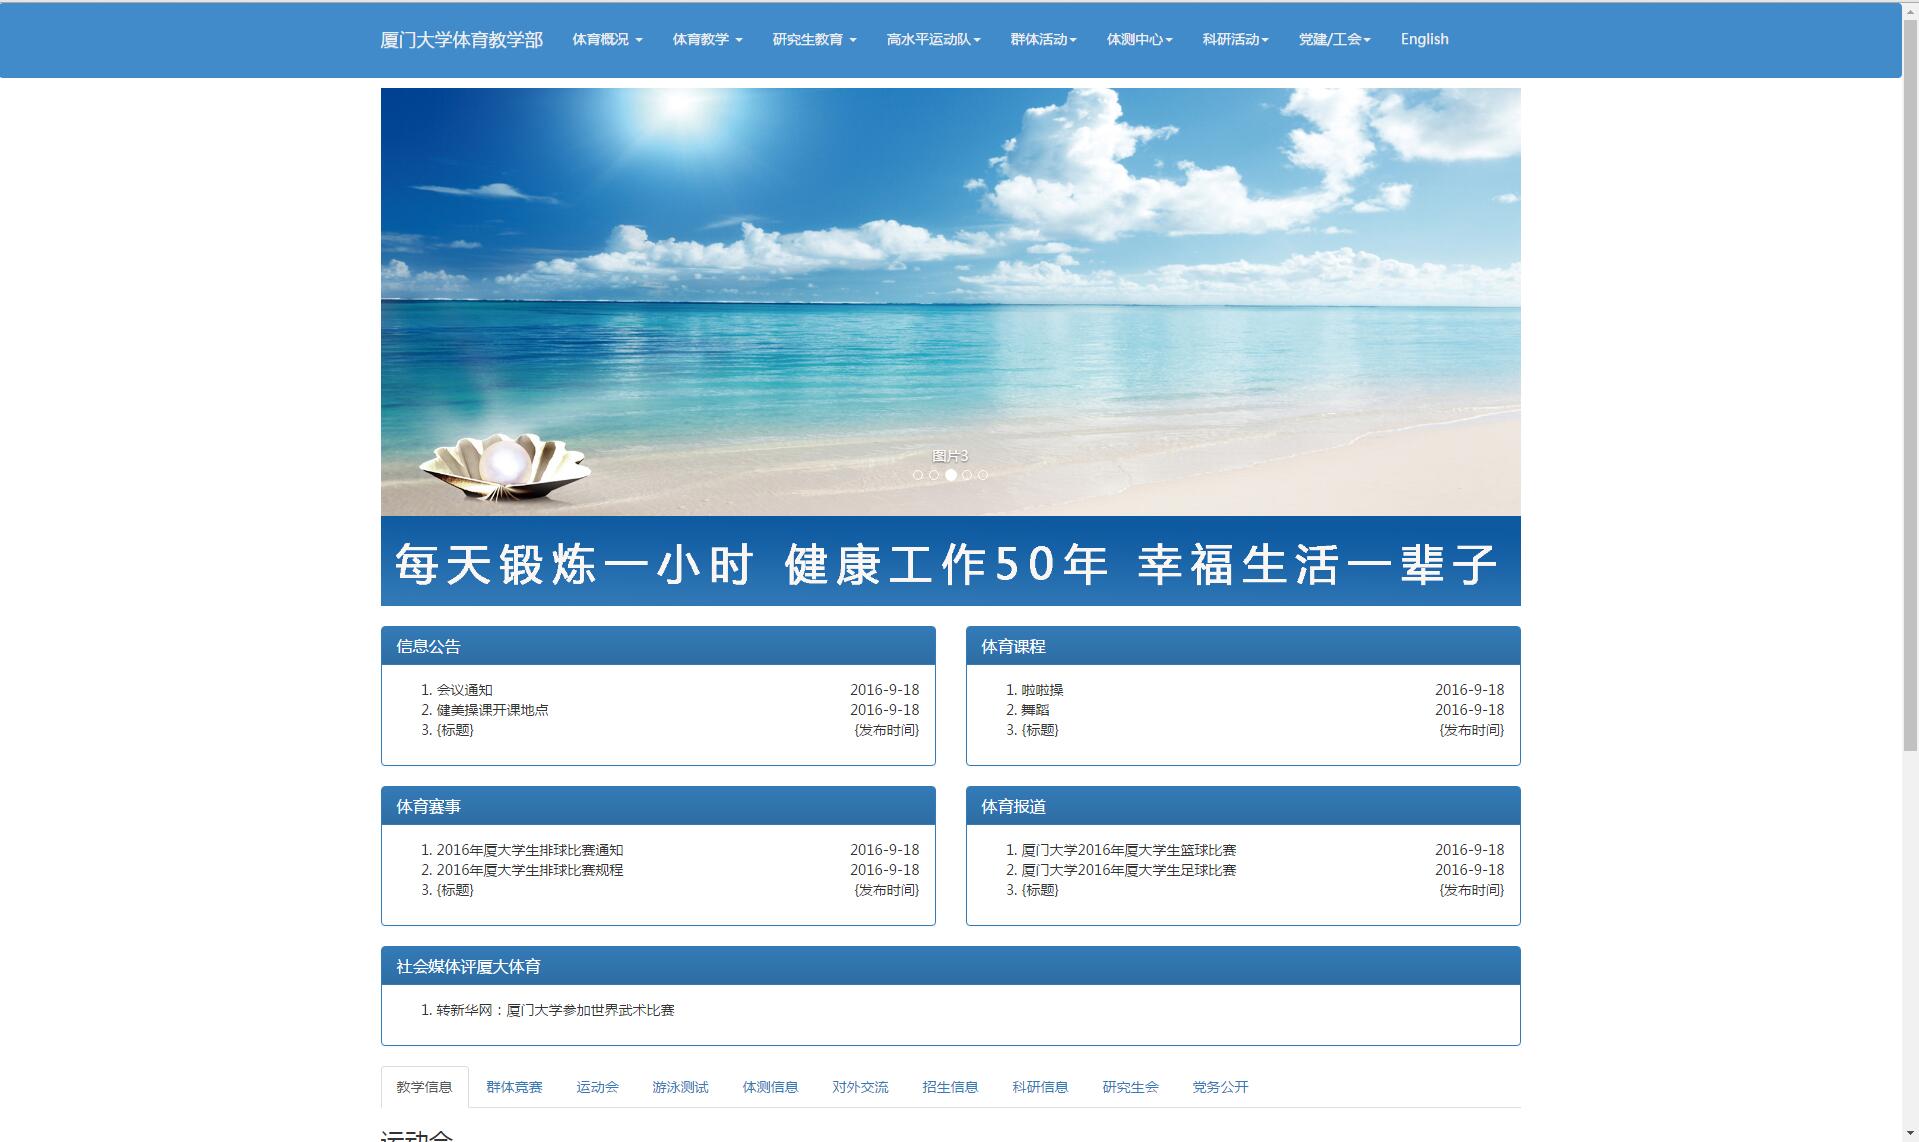 厦门大学体育教学部 体育概况 体育教学 研究生教育 高水平运动队 群体活动 体测中心 科研活动 党建/工会 English
图片3
每天锻炼一小时 健康工作50年 幸福生活一辈子
信息公告
1. 会议通知 2016-9-18
2. 健美操课开课地点 2016-9-18
3. {标题} {发布时间}
体育课程
1. 啦啦操 2016-9-18
2. 舞蹈 2016-9-18
3. {标题} {发布时间}
体育赛事
1. 2016年厦大学生排球比赛通知 2016-9-18
2. 2016年厦大学生排球比赛规程 2016-9-18
3. {标题} {发布时间}
体育报道
1. 厦门大学2016年厦大学生篮球比赛 2016-9-18
2. 厦门大学2016年厦大学生足球比赛 2016-9-18
3. {标题} {发布时间}
社会媒体评厦大体育
1. 转新华网：厦门大学参加世界武术比赛
教学信息 群体竞赛 运动会 游泳测试 体测信息 对外交流 招生信息 科研信息 研究生会 党务公开
运动会